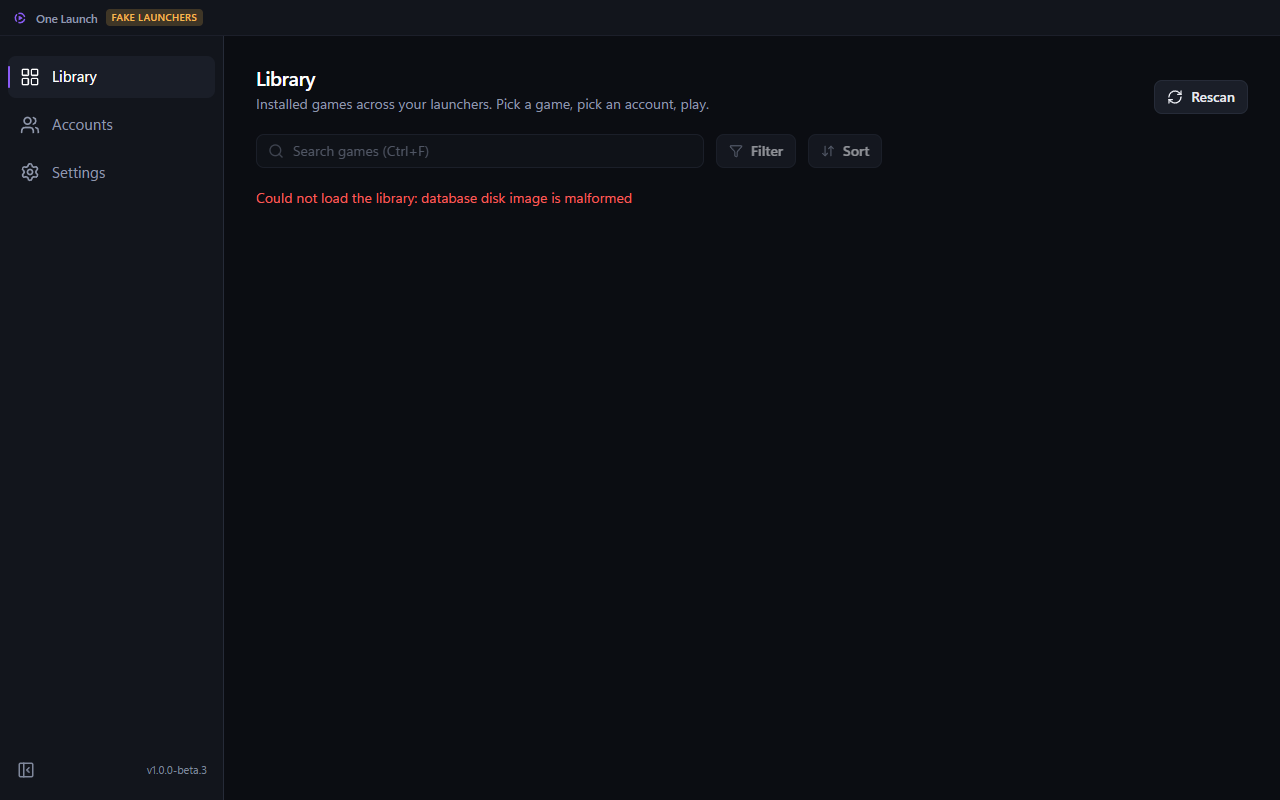 One Launch FAKE LAUNCHERS
Library
Accounts
Settings
v1.0.0-beta.3
Library
Installed games across your launchers. Pick a game, pick an account, play.
Rescan
Search games (Ctrl+F)
Filter
Sort
Could not load the library: database disk image is malformed